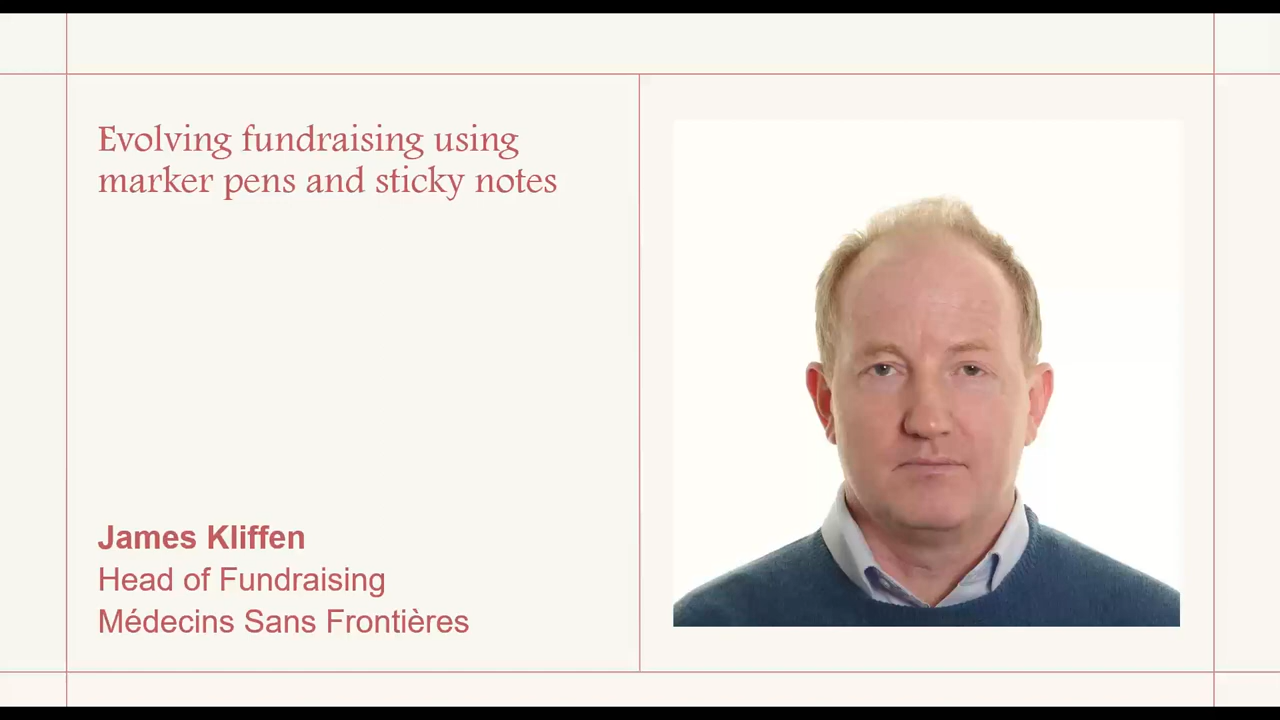 Evolving fundraising using
marker pens and sticky notes
James Kliffen
Head of Fundraising
Médecins Sans Frontières